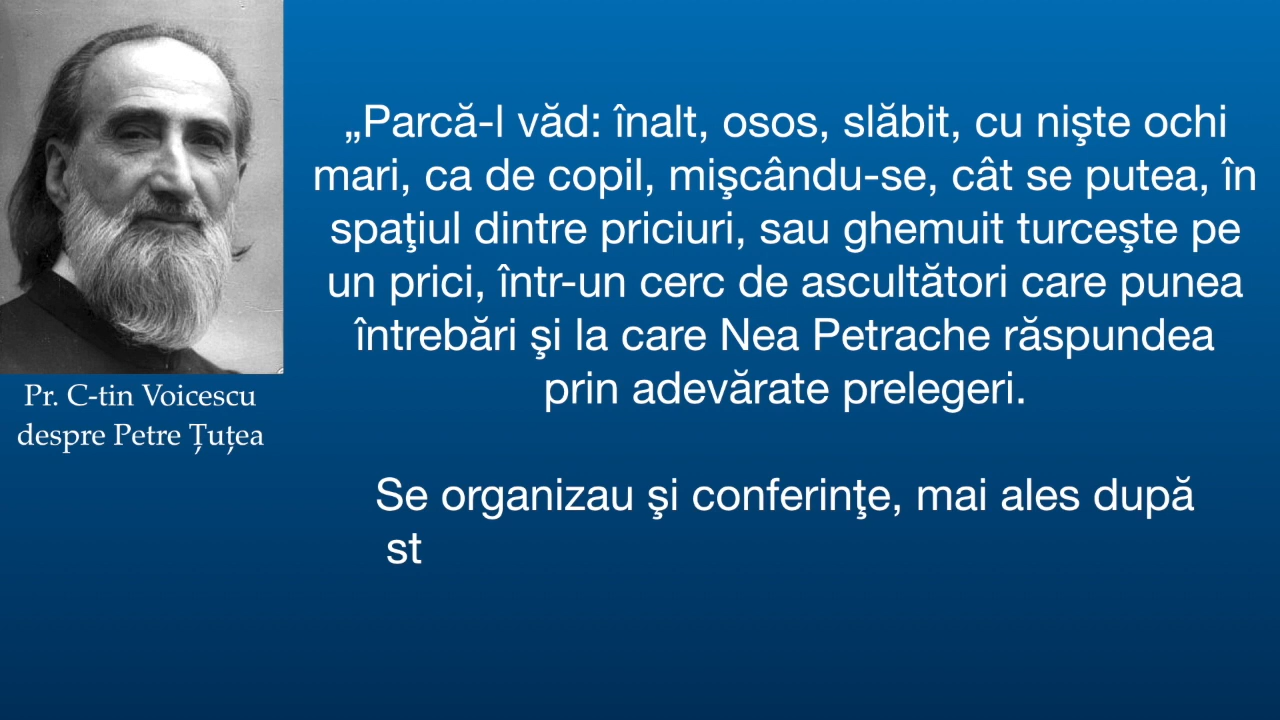 „Parcă-l văd: înalt, osos, slăbit, cu nişte ochi
mari, ca de copil, mişcându-se, cât se putea, în
spaţiul dintre priciuri, sau ghemuit turceşte pe
un prici, într-un cerc de ascultători care punea
întrebări şi la care Nea Petrache răspundea
prin adevărate prelegeri.
Se organizau şi conferinţe, mai ales după
st
Pr. C-tin Voicescu
despre Petre Țuțea